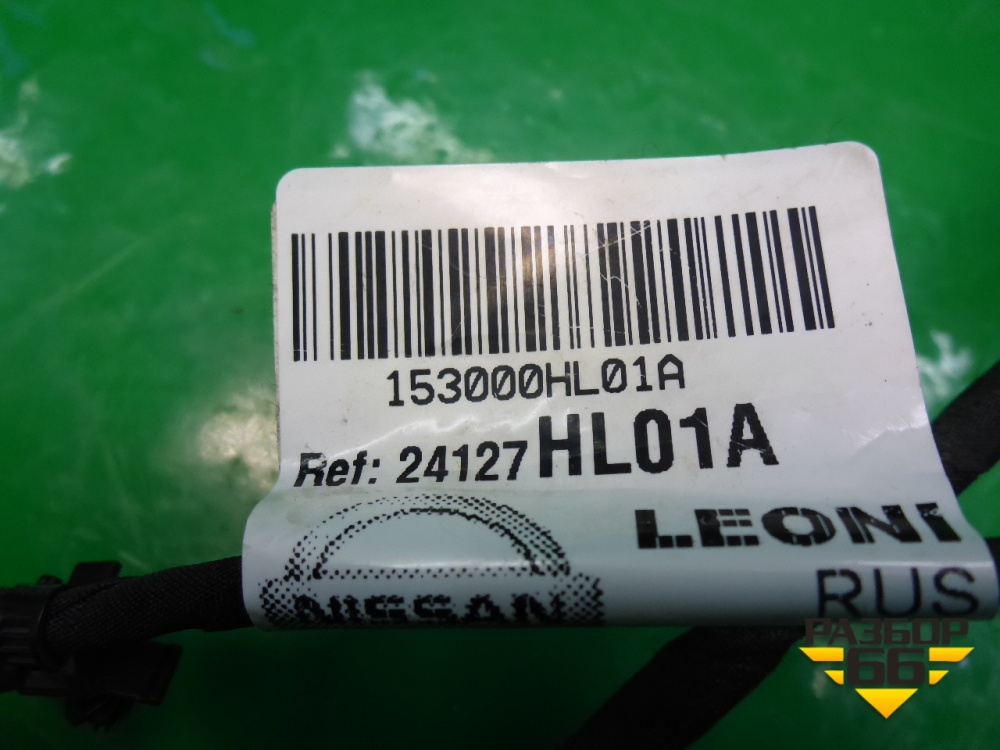 153000HL01A
Ref: 24127HL01A
LEONI
NISSAN
RUS
РАЗБОР
66